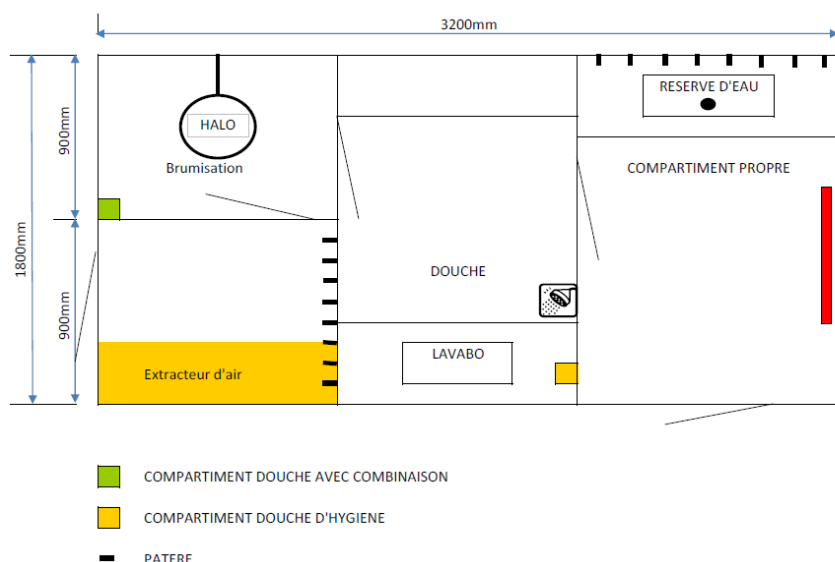 3200mm
RESERVE D'EAU
HALO
900mm
Brumisation
COMPARTIMENT PROPRE
1800mm
DOUCHE
900mm
LAVABO
Extracteur d'air
COMPARTIMENT DOUCHE AVEC COMBINAISON
COMPARTIMENT DOUCHE D'HYGIENE
PATERE